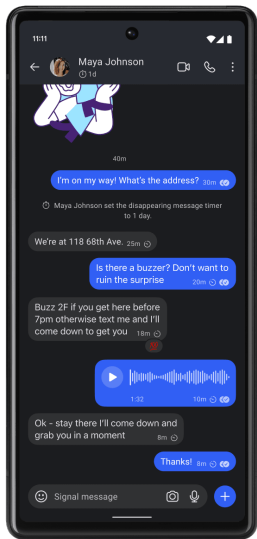 11:11
Maya Johnson
1d
40m
I'm on my way! What's the address? 30m
Maya Johnson set the disappearing message timer
to 1 day.
We're at 118 68th Ave. 25m
Is there a buzzer? Don't want to
ruin the surprise 20m
Buzz 2F if you get here before
7pm otherwise text me and I'll
come down to get you 18m
1:32 10m
Ok - stay there I'll come down and
grab you in a moment 8m
Thanks! 8m
Signal message